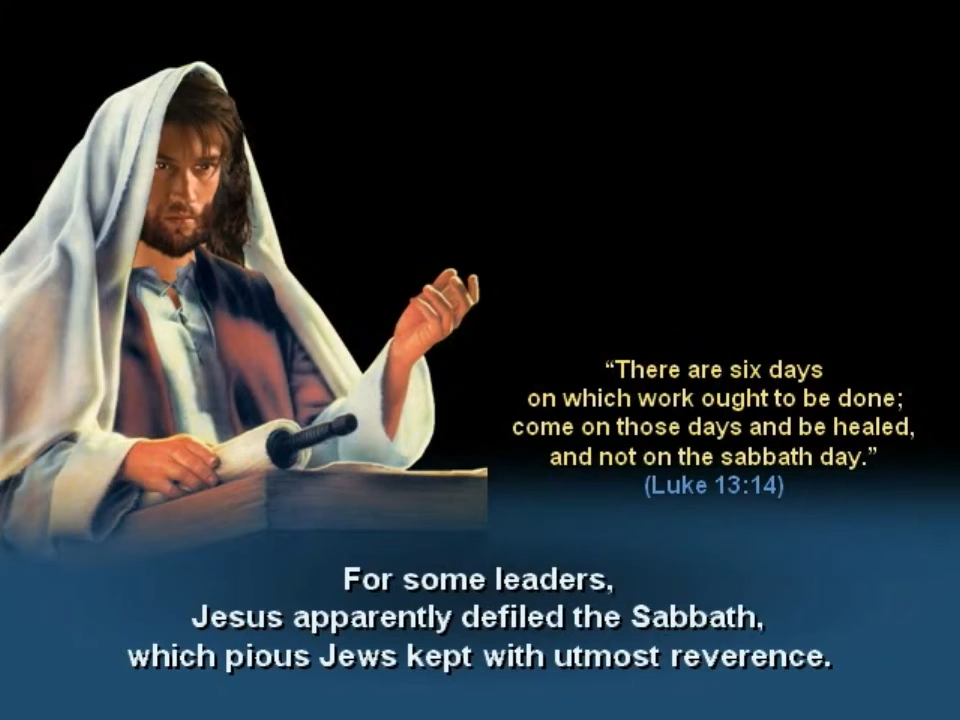 “There are six days
on which work ought to be done;
come on those days and be healed,
and not on the sabbath day.”
(Luke 13:14)
For some leaders,
Jesus apparently defiled the Sabbath,
which pious Jews kept with utmost reverence.